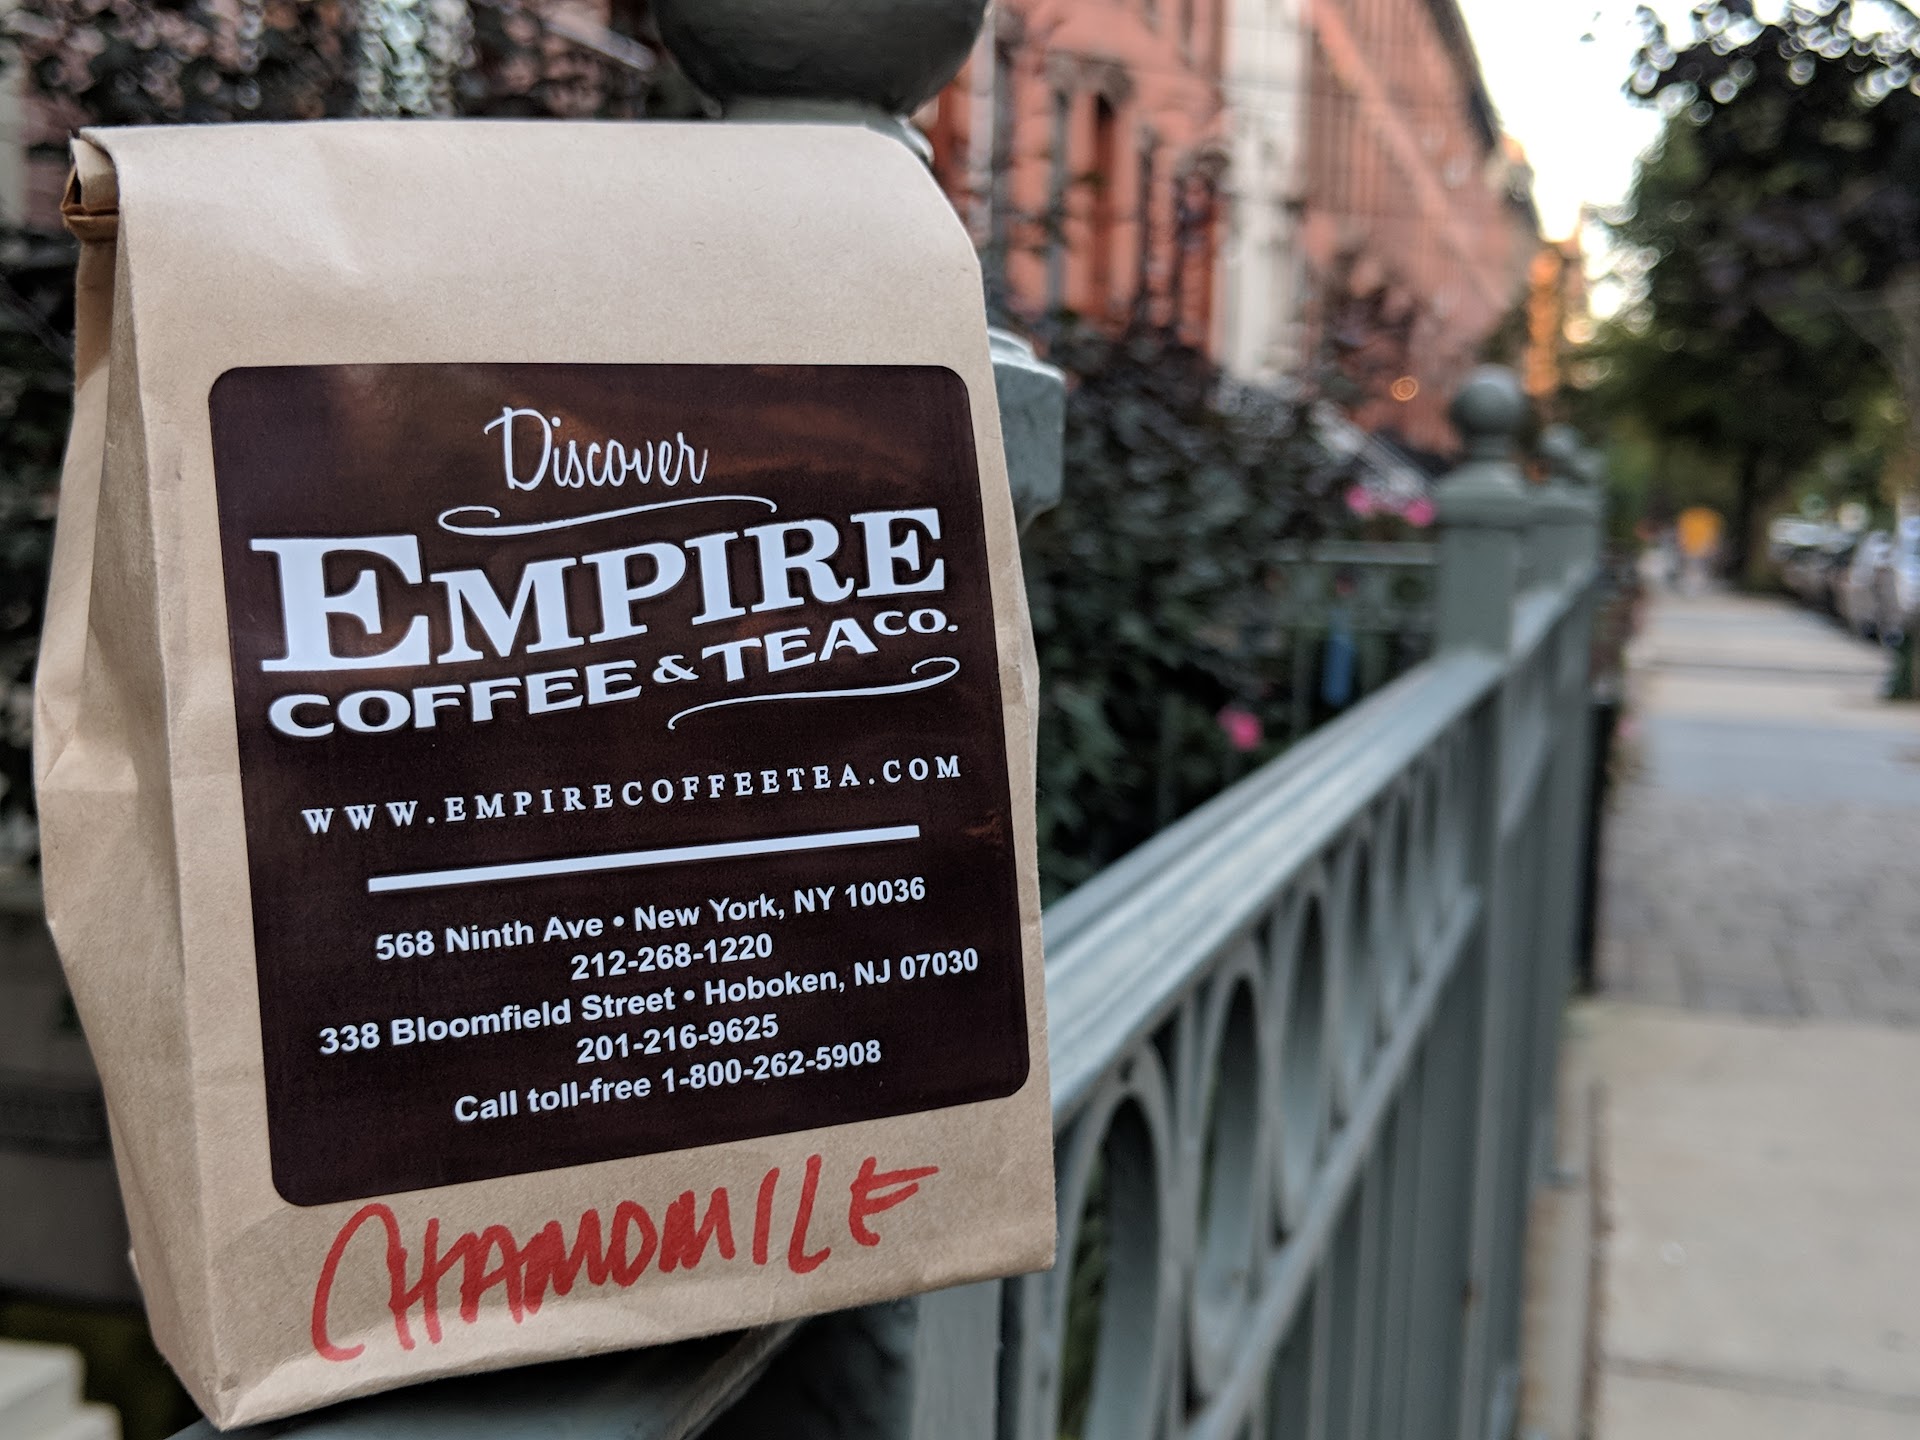 Discover
EMPIRE
COFFEE & TEA CO.
WWW.EMPIRECOFFEETEA.COM
568 Ninth Ave • New York, NY 10036
212-268-1220
338 Bloomfield Street • Hoboken, NJ 07030
201-216-9625
Call toll-free 1-800-262-5908
CHAMOMILE